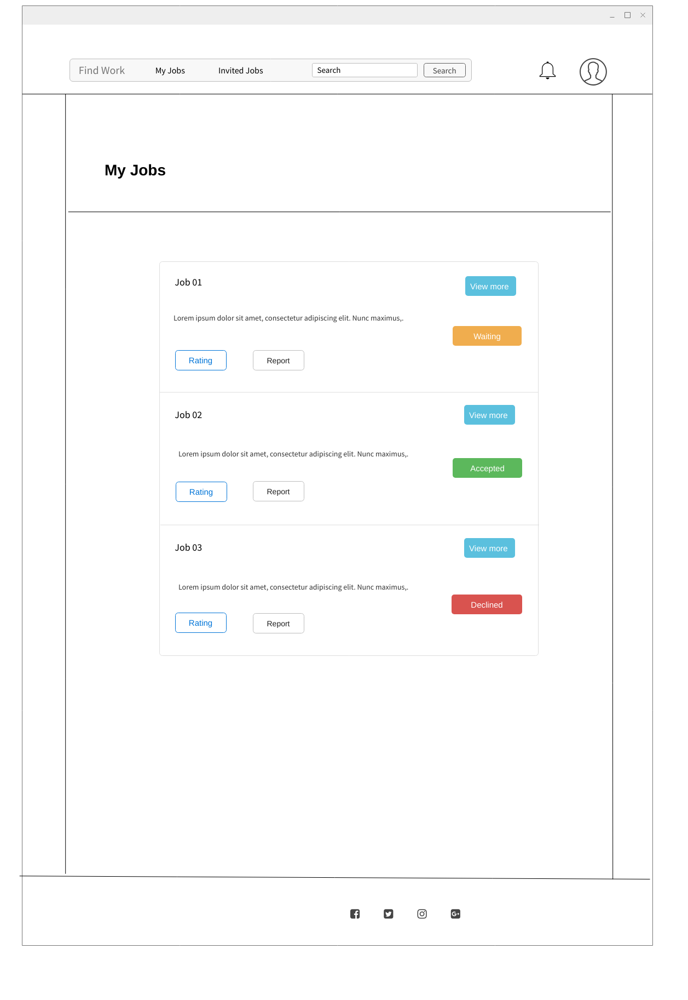 Find Work My Jobs Invited Jobs Search Search
My Jobs
Job 01 View more
Lorem ipsum dolor sit amet, consectetur adipiscing elit. Nunc maximus,.
Waiting
Rating Report
Job 02 View more
Lorem ipsum dolor sit amet, consectetur adipiscing elit. Nunc maximus,.
Accepted
Rating Report
Job 03 View more
Lorem ipsum dolor sit amet, consectetur adipiscing elit. Nunc maximus,.
Declined
Rating Report